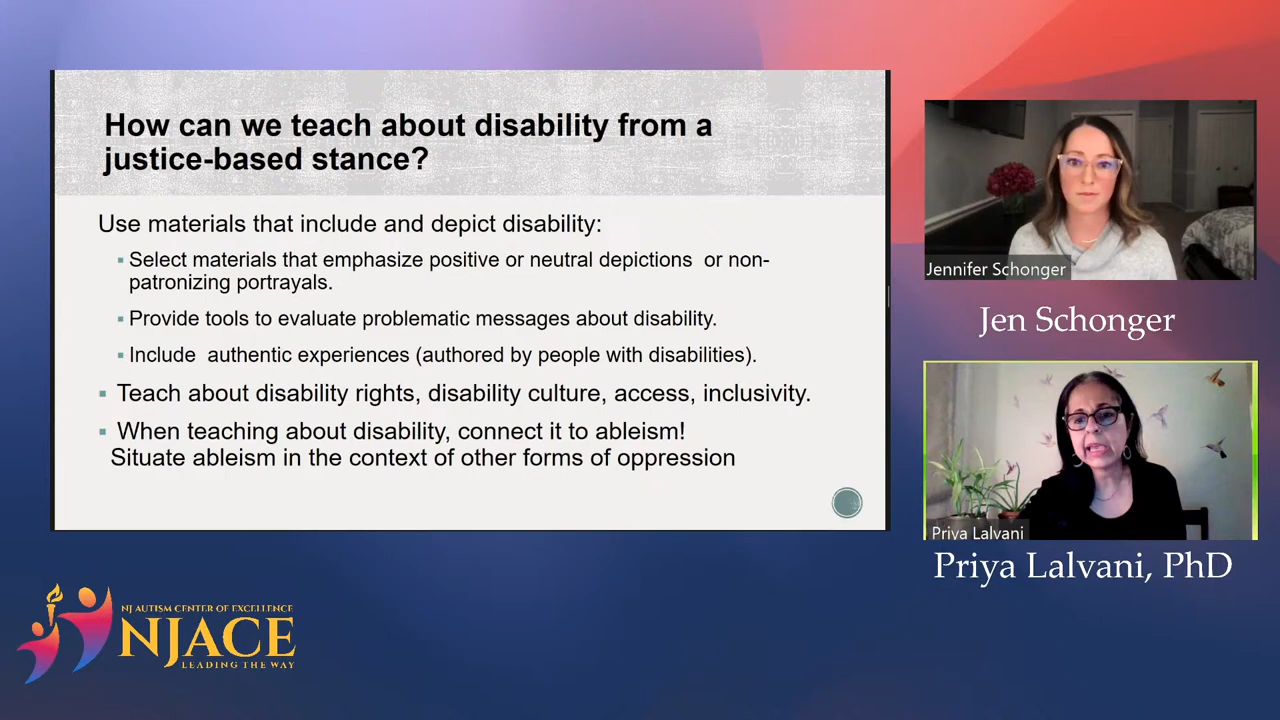 How can we teach about disability from a
justice-based stance?
Use materials that include and depict disability:
▪ Select materials that emphasize positive or neutral depictions  or non-
patronizing portrayals.
▪ Provide tools to evaluate problematic messages about disability.
▪ Include  authentic experiences (authored by people with disabilities).
▪ Teach about disability rights, disability culture, access, inclusivity.
▪ When teaching about disability, connect it to ableism!
Situate ableism in the context of other forms of oppression
Jennifer Schonger
Jen Schonger
Priya Lalvani
Priya Lalvani, PhD
NJ AUTISM CENTER OF EXCELLENCE
NJACE
LEADING THE WAY